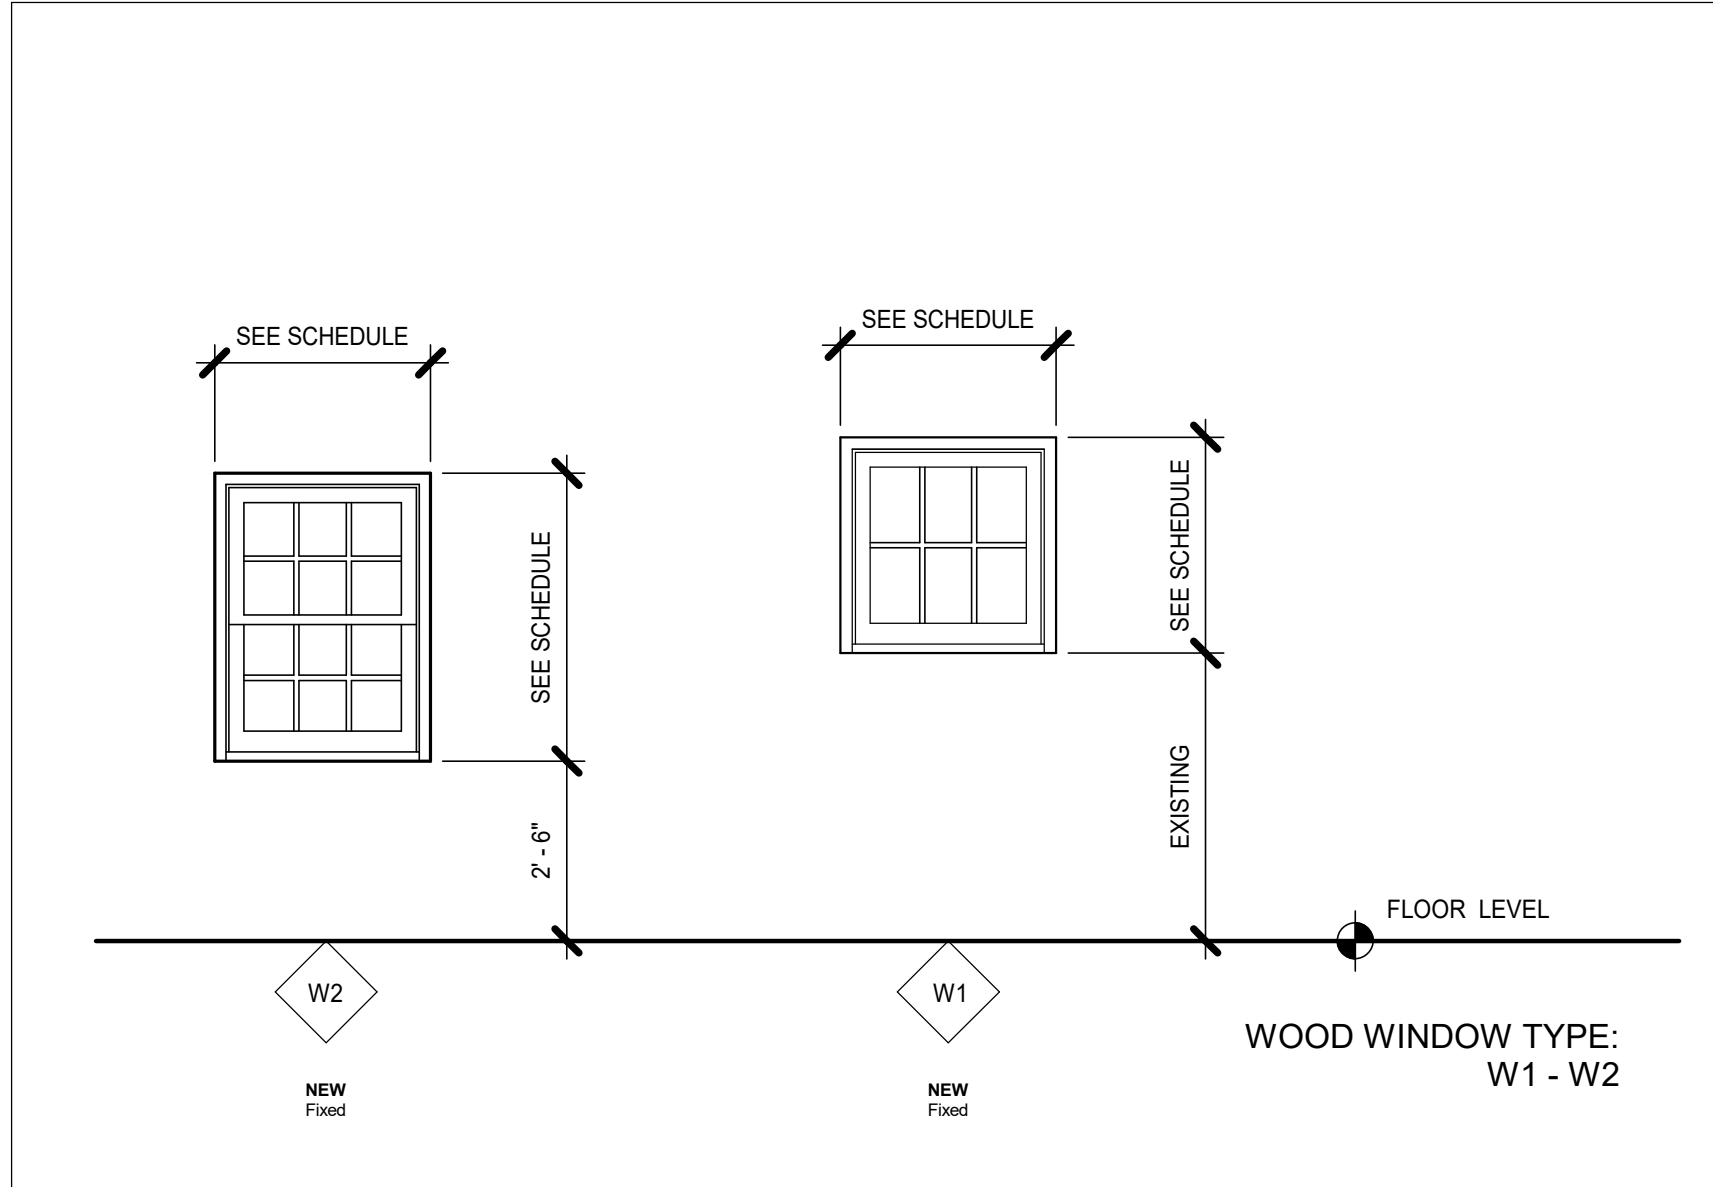 SEE SCHEDULE
SEE SCHEDULE
SEE SCHEDULE
SEE SCHEDULE
2' - 6"
EXISTING
FLOOR LEVEL
W2
W1
WOOD WINDOW TYPE:
W1 - W2
NEW
Fixed
NEW
Fixed